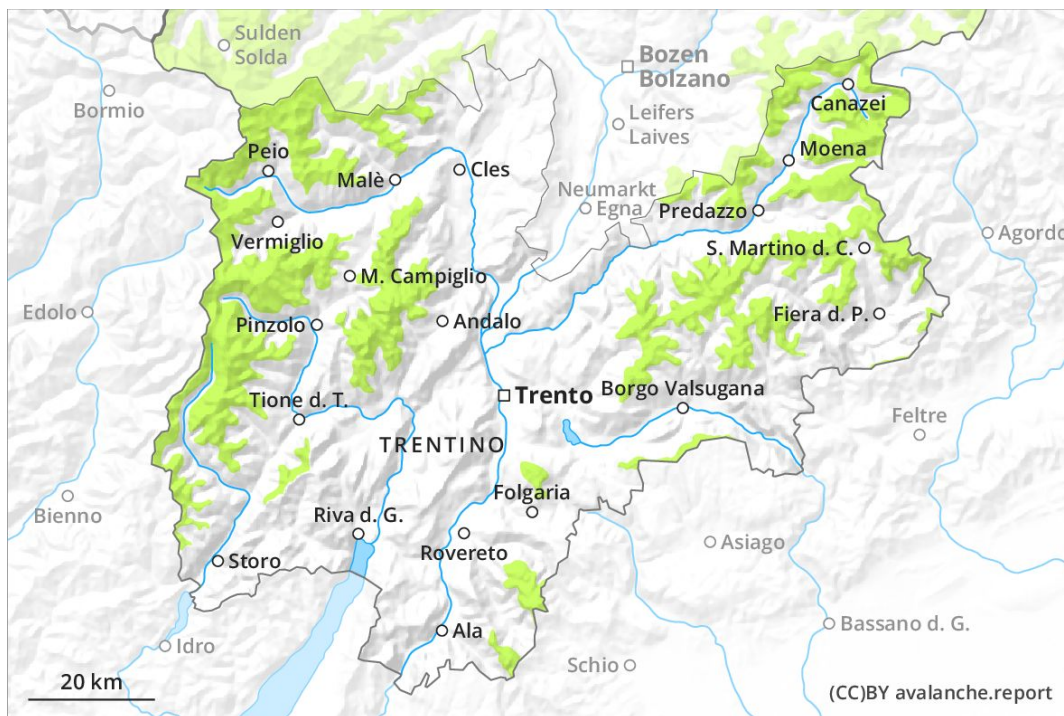 Sulden
Solda
Bozen
Bolzano
Bormio
Canazei
Leifers
Laives
Peio
Moena
Malè
Cles
Neumarkt
Egna
Predazzo
Vermiglio
Agordo
S. Martino d. C.
M. Campiglio
Edolo
Pinzolo
Andalo
Fiera d. P.
Trento
Borgo Valsugana
Tione d. T.
Feltre
TRENTINO
Bienno
Folgaria
Riva d. G.
Asiago
Rovereto
Storo
Ala
Bassano d. G.
Idro
Schio
20 km
(CC)BY avalanche.report